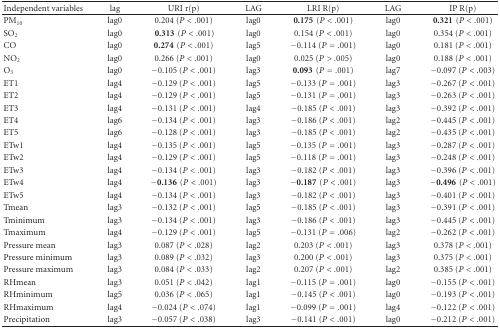 Independent variables lag URI r(p) LAG LRI R(p) LAG IP R(p)
PM10 lag0 0.204 (P < .001) lag0 0.175 (P < .001) lag0 0.321 (P < .001)
SO2 lag0 0.313 (P < .001) lag0 0.154 (P < .001) lag0 0.354 (P < .001)
CO lag0 0.274 (P < .001) lag5 −0.114 (P = .001) lag0 0.181 (P < .001)
NO2 lag0 0.266 (P < .001) lag0 0.025 (P > .005) lag0 0.188 (P < .001)
O3 lag0 −0.105 (P < .001) lag3 0.093 (P = .001) lag7 −0.097 (P < .003)
ET1 lag4 −0.129 (P < .001) lag5 −0.133 (P = .001) lag3 −0.267 (P < .001)
ET2 lag4 −0.129 (P < .001) lag5 −0.131 (P = .001) lag3 −0.263 (P < .001)
ET3 lag4 −0.131 (P < .001) lag4 −0.185 (P < .001) lag3 −0.392 (P < .001)
ET4 lag6 −0.134 (P < .001) lag3 −0.186 (P < .001) lag2 −0.445 (P < .001)
ET5 lag6 −0.128 (P < .001) lag3 −0.185 (P < .001) lag2 −0.435 (P < .001)
ETw1 lag4 −0.135 (P < .001) lag5 −0.135 (P = .001) lag3 −0.287 (P < .001)
ETw2 lag4 −0.129 (P < .001) lag5 −0.118 (P = .001) lag3 −0.248 (P < .001)
ETw3 lag4 −0.134 (P < .001) lag3 −0.182 (P < .001) lag3 −0.396 (P < .001)
ETw4 lag4 −0.136 (P < .001) lag3 −0.187 (P < .001) lag3 −0.496 (P < .001)
ETw5 lag4 −0.134 (P < .001) lag3 −0.182 (P < .001) lag3 −0.401 (P < .001)
Tmean lag3 −0.132 (P < .001) lag5 −0.185 (P < .001) lag3 −0.391 (P < .001)
Tminimum lag3 −0.134 (P < .001) lag3 −0.186 (P < .001) lag3 −0.445 (P < .001)
Tmaximum lag4 −0.129 (P < .001) lag5 −0.131 (P = .006) lag2 −0.262 (P < .001)
Pressure mean lag3 0.087 (P < .028) lag2 0.203 (P < .001) lag3 0.378 (P < .001)
Pressure minimum lag3 0.089 (P < .032) lag3 0.200 (P < .001) lag3 0.375 (P < .001)
Pressure maximum lag3 0.084 (P < .033) lag2 0.207 (P < .001) lag2 0.385 (P < .001)
RHmean lag3 0.051 (P < .042) lag1 −0.115 (P = .001) lag0 −0.155 (P < .001)
RHminimum lag5 0.036 (P < .065) lag1 −0.145 (P < .001) lag0 −0.193 (P < .001)
RHmaximum lag4 −0.024 (P < .074) lag1 −0.099 (P = .001) lag4 −0.122 (P < .001)
Precipitation lag3 −0.057 (P < .038) lag3 −0.141 (P < .001) lag0 −0.212 (P < .001)